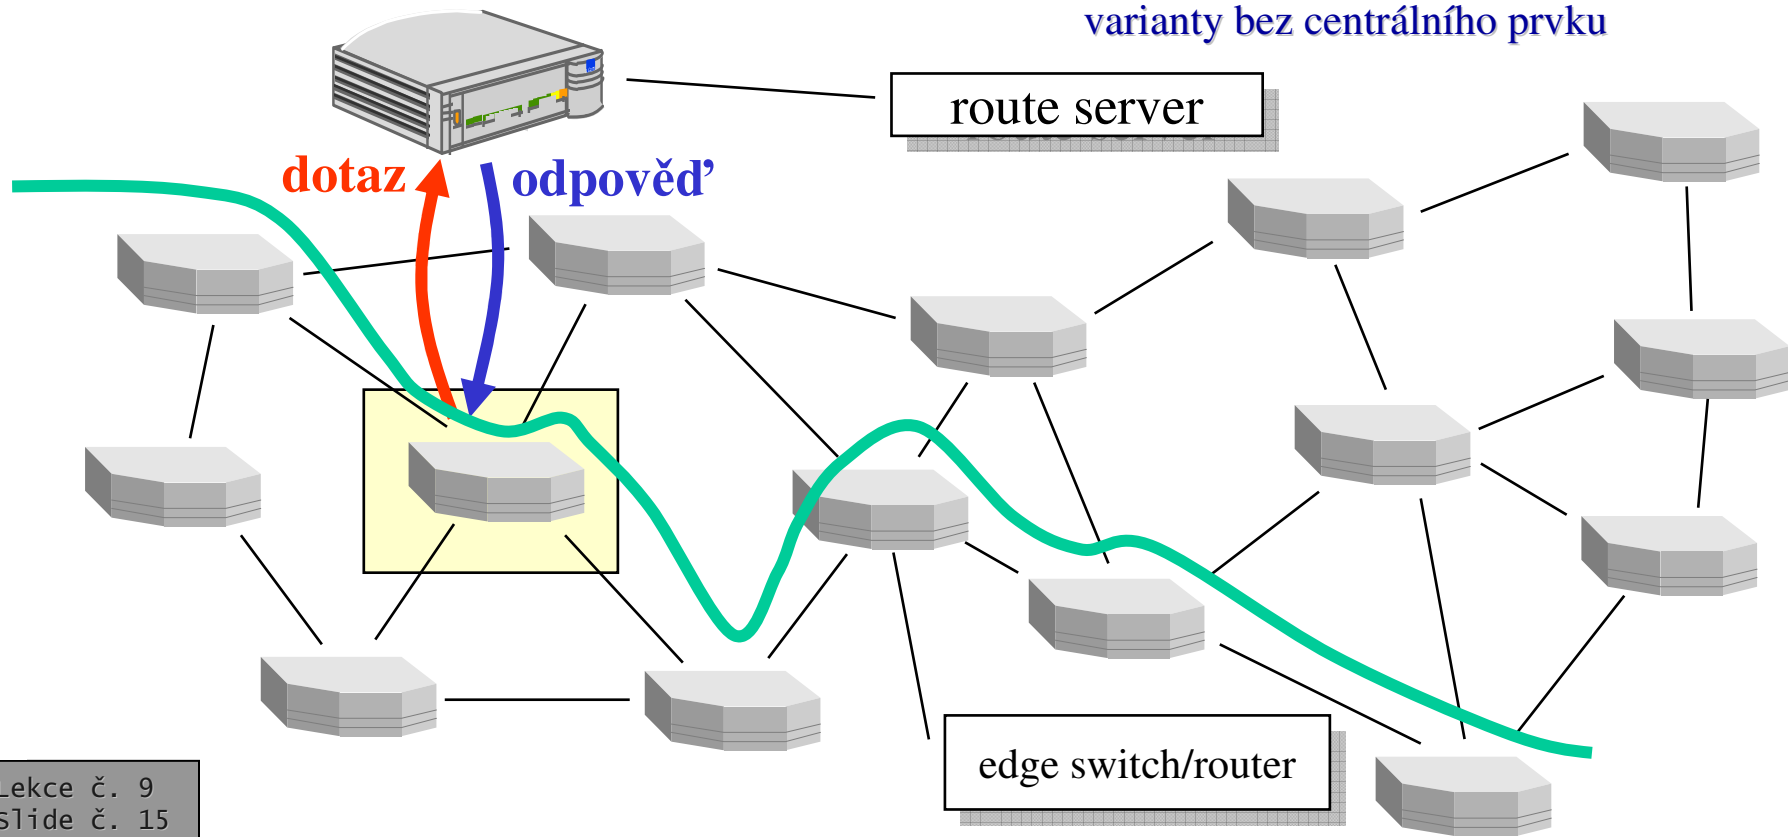 varianty bez centrálního prvku
route server
dotaz
odpověď
edge switch/router
Lekce č. 9
Slide č. 15